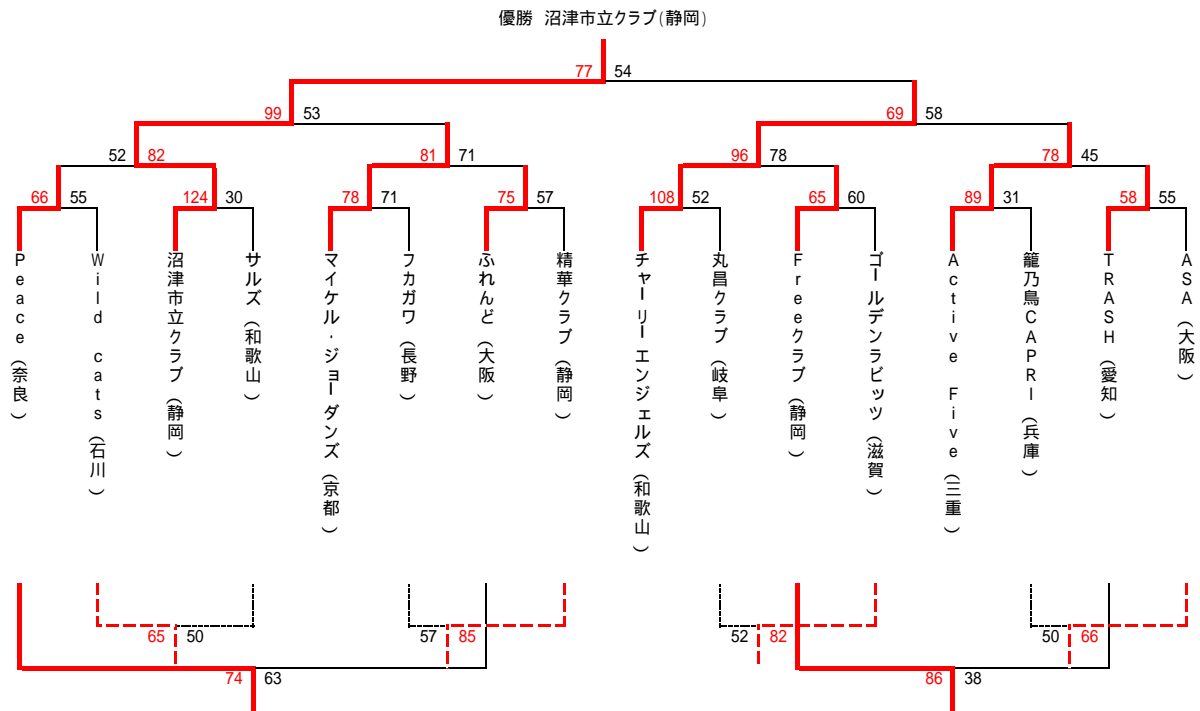 優勝 沼津市立クラブ(静岡)
77 54
99 53 69 58
52 82 81 71 96 78 78 45
66 55 124 30 78 71 75 57 108 52 65 60 89 31 58 55
Peace(奈良)
Wild cats(石川)
沼津市立クラブ(静岡)
サルズ(和歌山)
マイケル・ジョーダンズ(京都)
フカガワ(長野)
ふれんど(大阪)
精華クラブ(静岡)
チャーリーエンジェルズ(和歌山)
丸昌クラブ(岐阜)
Freeクラブ(静岡)
ゴールデンラビッツ(滋賀)
Active Five(三重)
籠乃鳥CAPRI(兵庫)
TRASH(愛知)
ASA(大阪)
65 50 57 85 52 82 50 66
74 63 86 38